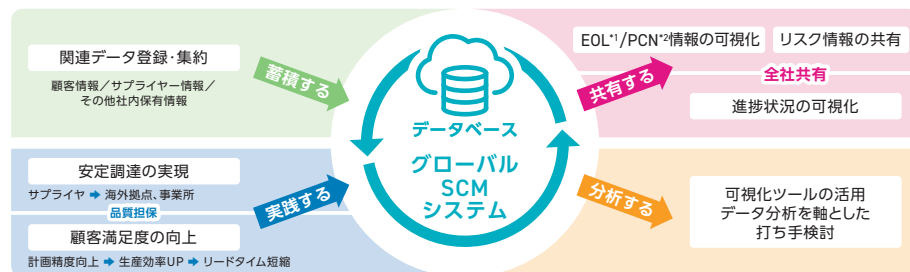 関連データ登録・集約
顧客情報／サプライヤー情報／
その他社内保有情報
蓄積する
EOL*1/PCN*2情報の可視化
リスク情報の共有
全社共有
進捗状況の可視化
共有する
データベース
グローバル
SCM
システム
安定調達の実現
サプライヤ ➡ 海外拠点、事業所
品質担保
顧客満足度の向上
計画精度向上 ➡ 生産効率UP ➡ リードタイム短縮
実践する
分析する
可視化ツールの活用
データ分析を軸とした
打ち手検討